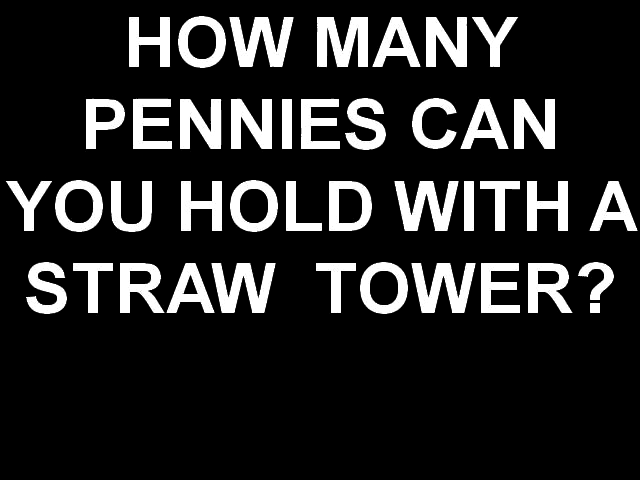 HOW MANY
PENNIES CAN
YOU HOLD WITH A
STRAW  TOWER?